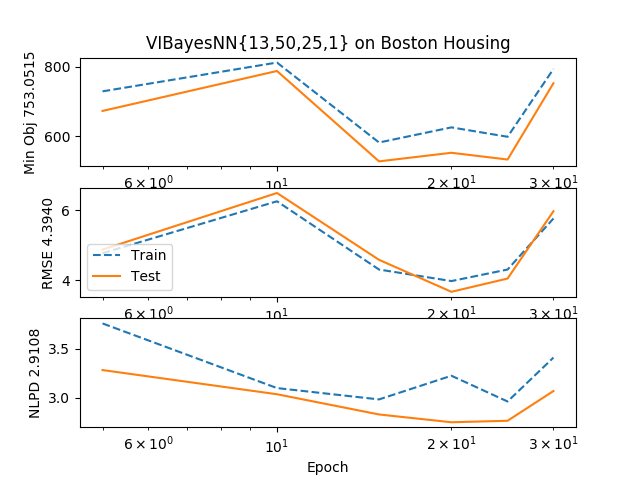 VIBayesNN{13,50,25,1} on Boston Housing
Min Obj 753.0515
800
600
6 × 10⁰
10¹
2 × 10¹
3 × 10¹
RMSE 4.3940
6
4
Train
Test
6 × 10⁰
10¹
2 × 10¹
3 × 10¹
NLPD 2.9108
3.5
3.0
6 × 10⁰
10¹
2 × 10¹
3 × 10¹
Epoch